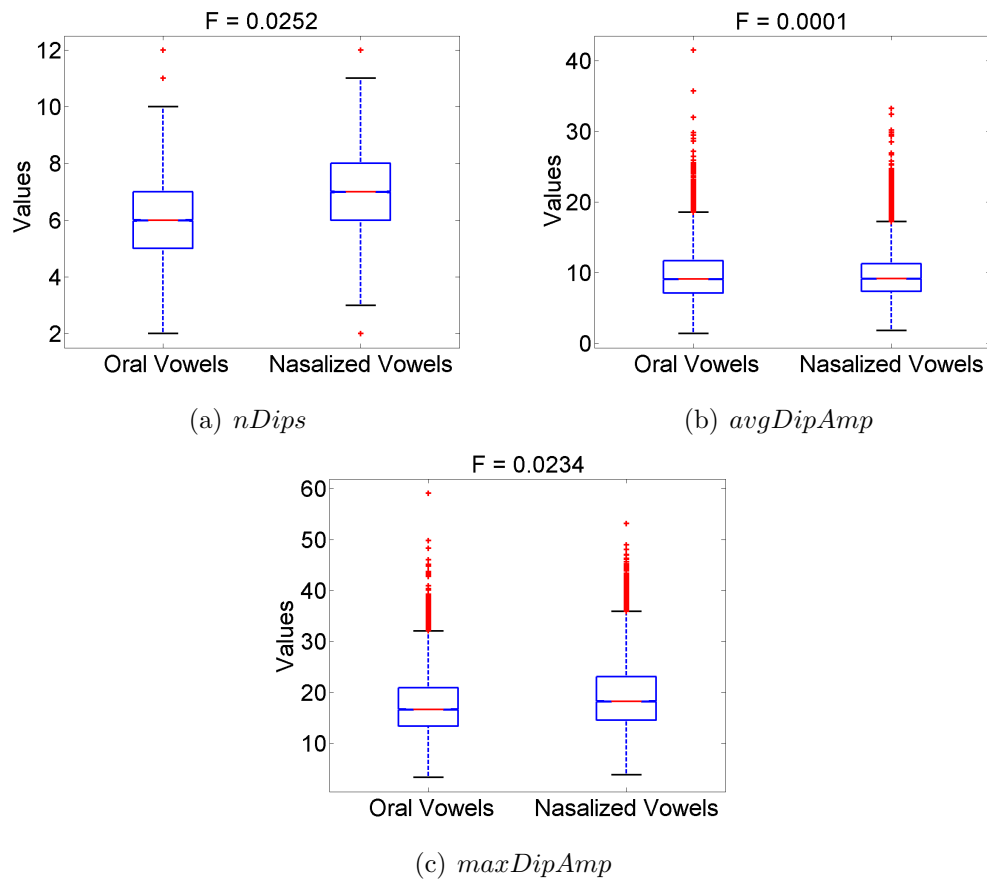 F = 0.0252
12
10
8
6
4
2
Values
Oral Vowels
Nasalized Vowels
(a) nDips
F = 0.0001
40
30
20
10
0
Oral Vowels
Nasalized Vowels
(b) avgDipAmp
F = 0.0234
60
50
40
30
20
10
Values
Oral Vowels
Nasalized Vowels
(c) maxDipAmp